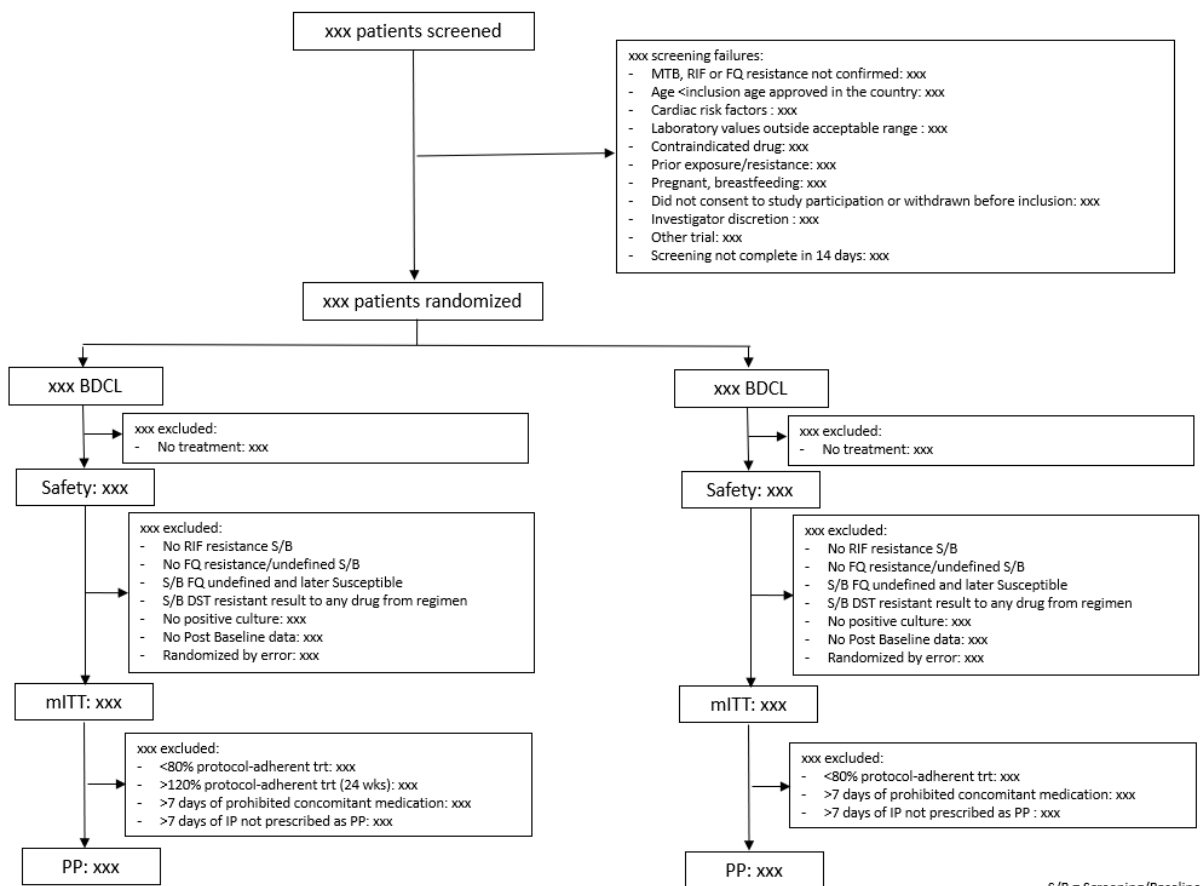 xxx patients screened
xxx screening failures:
- MTB, RIF or FQ resistance not confirmed: xxx
- Age <inclusion age approved in the country: xxx
- Cardiac risk factors : xxx
- Laboratory values outside acceptable range : xxx
- Contraindicated drug: xxx
- Prior exposure/resistance: xxx
- Pregnant, breastfeeding: xxx
- Did not consent to study participation or withdrawn before inclusion: xxx
- Investigator discretion : xxx
- Other trial: xxx
- Screening not complete in 14 days: xxx
xxx patients randomized
xxx BDCL
xxx excluded:
- No treatment: xxx
Safety: xxx
xxx excluded:
- No RIF resistance S/B
- No FQ resistance/undefined S/B
- S/B FQ undefined and later Susceptible
- S/B DST resistant result to any drug from regimen
- No positive culture: xxx
- No Post Baseline data: xxx
- Randomized by error: xxx
mITT: xxx
xxx excluded:
- <80% protocol-adherent trt: xxx
- >120% protocol-adherent trt (24 wks): xxx
- >7 days of prohibited concomitant medication: xxx
- >7 days of IP not prescribed as PP: xxx
PP: xxx
xxx BDCL
xxx excluded:
- No treatment: xxx
Safety: xxx
xxx excluded:
- No RIF resistance S/B
- No FQ resistance/undefined S/B
- S/B FQ undefined and later Susceptible
- S/B DST resistant result to any drug from regimen
- No positive culture: xxx
- No Post Baseline data: xxx
- Randomized by error: xxx
mITT: xxx
xxx excluded:
- <80% protocol-adherent trt: xxx
- >7 days of prohibited concomitant medication: xxx
- >7 days of IP not prescribed as PP : xxx
PP: xxx